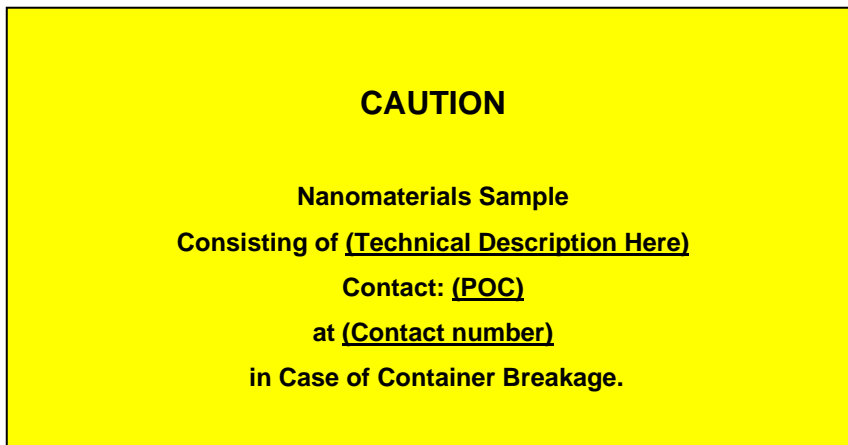 CAUTION
Nanomaterials Sample
Consisting of (Technical Description Here)
Contact: (POC)
at (Contact number)
in Case of Container Breakage.